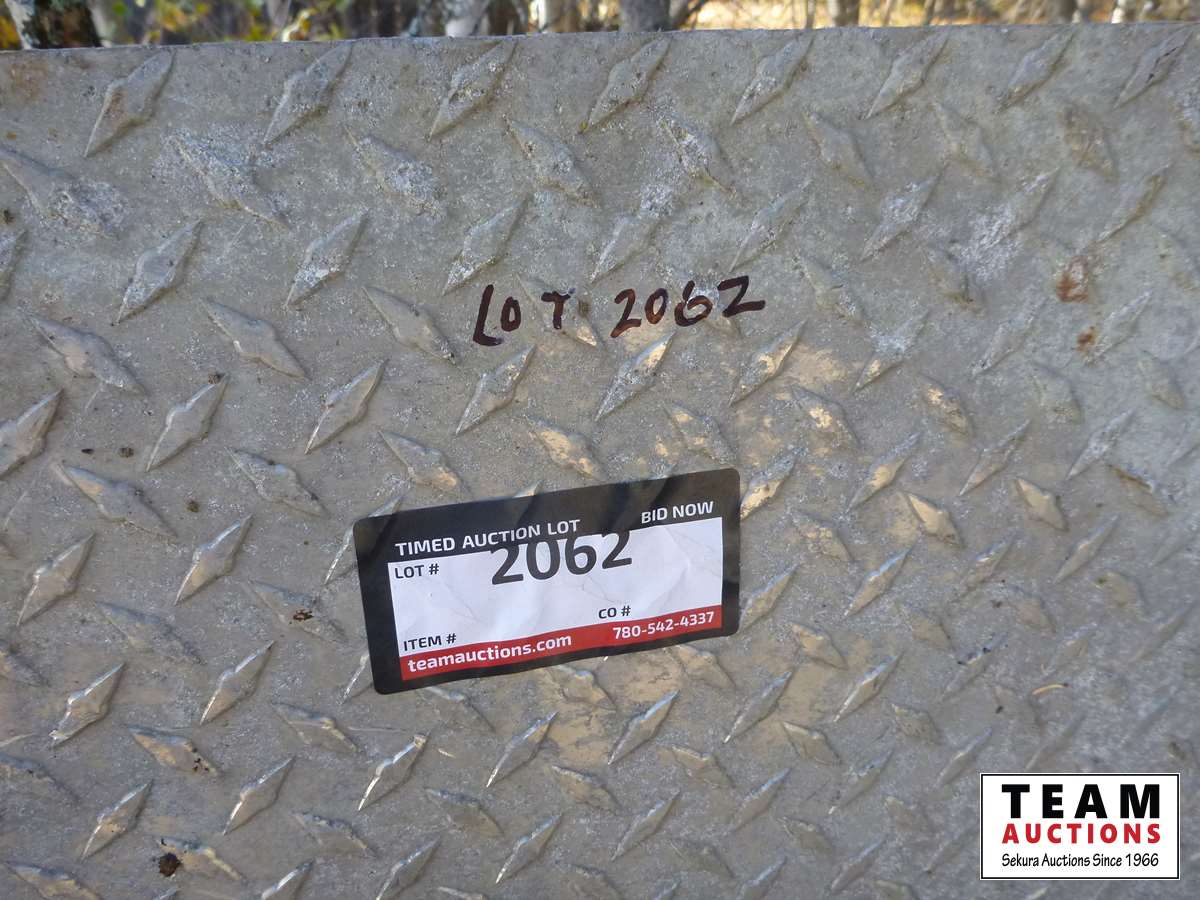 LOT 2062
TIMED AUCTION LOT BID NOW
LOT # 2062
ITEM # CO #
teamauctions.com 780-542-4337
TEAM
AUCTIONS
Sekura Auctions Since 1966